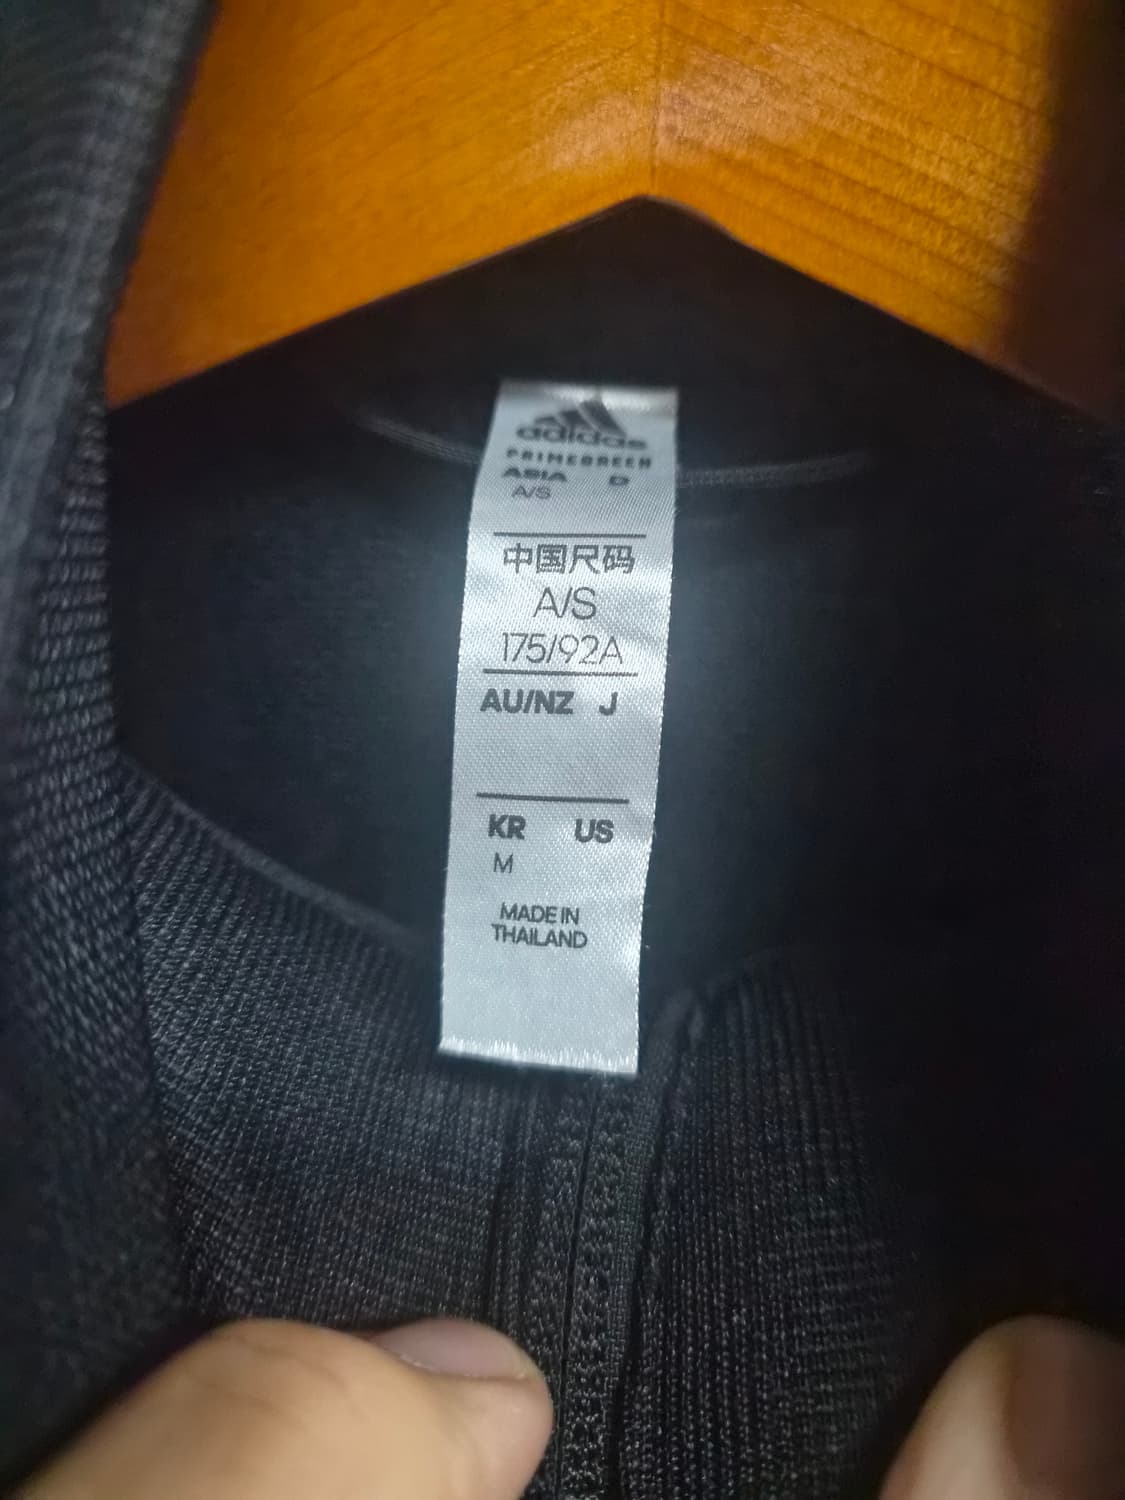 adidas
PRIMEGREEN
ASIA D
A/S
中国尺码
A/S
175/92A
AU/NZ J
KR US
M
MADE IN
THAILAND